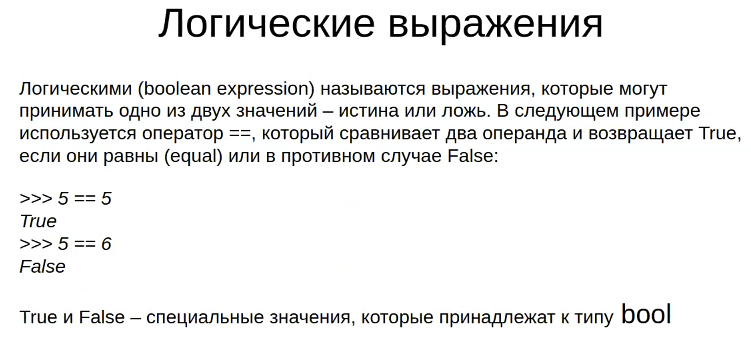 Логические выражения
Логическими (boolean expression) называются выражения, которые могут
принимать одно из двух значений – истина или ложь. В следующем примере
используется оператор ==, который сравнивает два операнда и возвращает True,
если они равны (equal) или в противном случае False:
>>> 5 == 5
True
>>> 5 == 6
False
True и False – специальные значения, которые принадлежат к типу bool